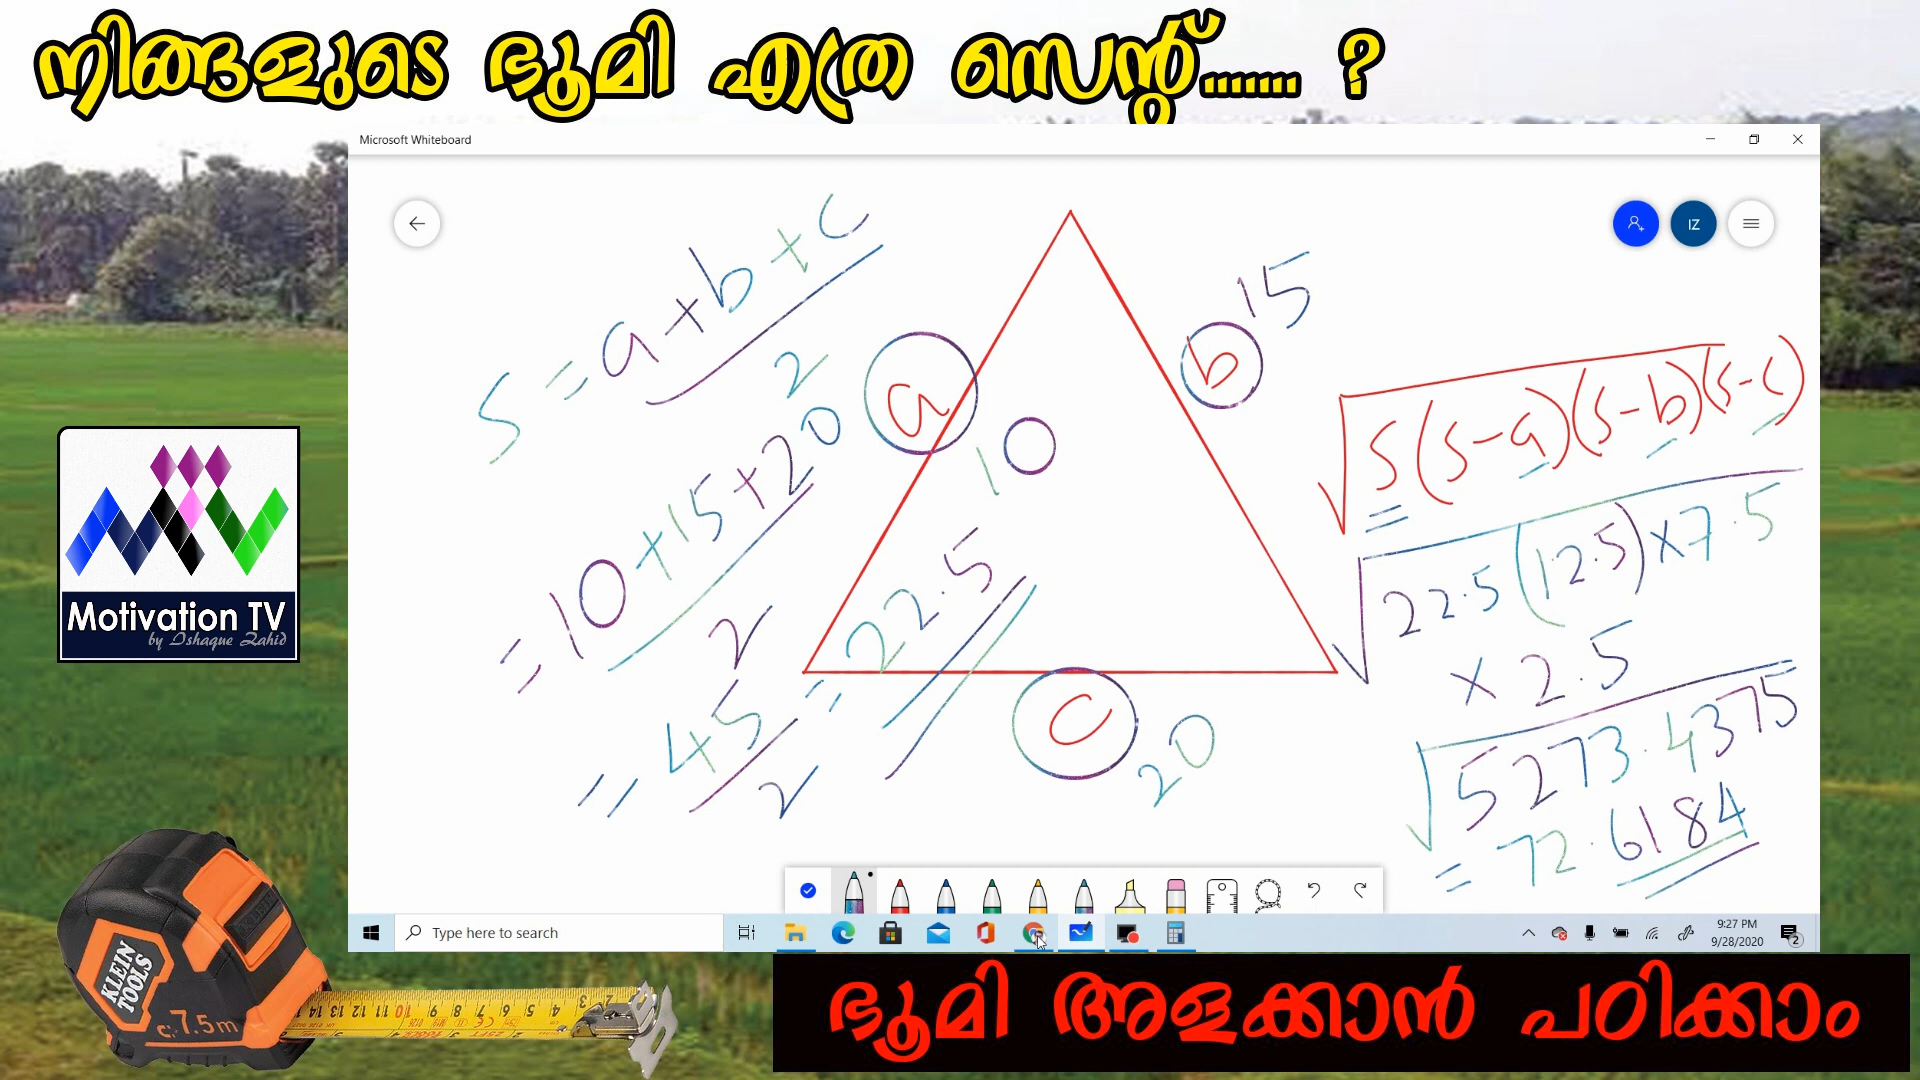 നിങ്ങളുടെ ഭൂമി എത്ര സെന്റ്....... ?
Microsoft Whiteboard
IZ
S = a+b+c
2
= 10+15+20
2
= 45
2
= 22.5
a
10
b 15
c
20
√S(S-a)(S-b)(S-c)
√22.5(12.5)×7.5
× 2.5
√5273.4375
= 72.6184
Motivation TV
by Ishaque Zahid
KLEIN
TOOLS
7.5m
Type here to search
9:27 PM
9/28/2020
2
ഭൂമി അളക്കാൻ പഠിക്കാം